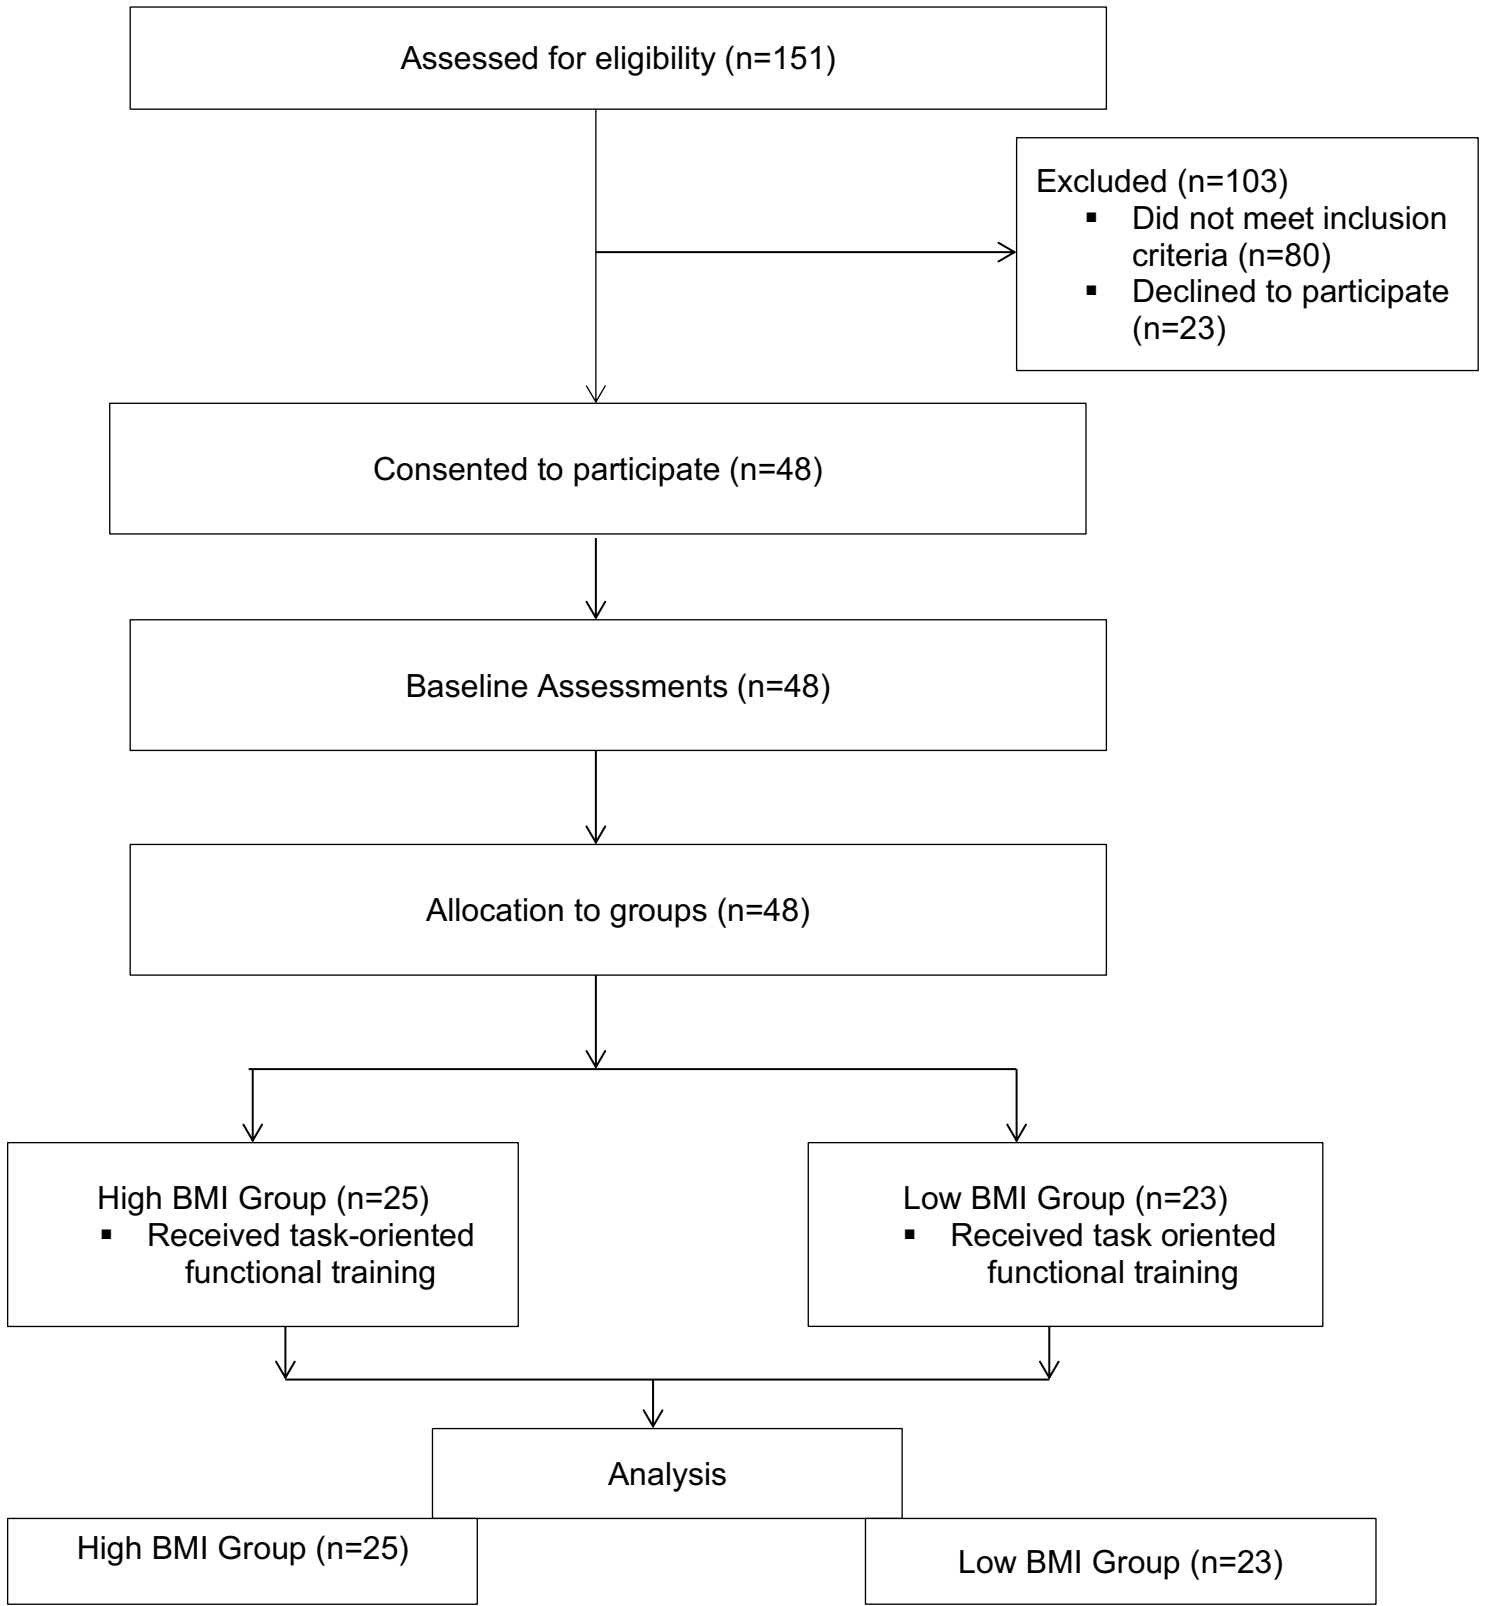 Assessed for eligibility (n=151)
Excluded (n=103)
▪ Did not meet inclusion
criteria (n=80)
▪ Declined to participate
(n=23)
Consented to participate (n=48)
Baseline Assessments (n=48)
Allocation to groups (n=48)
High BMI Group (n=25)
▪ Received task-oriented
functional training
Low BMI Group (n=23)
▪ Received task oriented
functional training
Analysis
High BMI Group (n=25)
Low BMI Group (n=23)